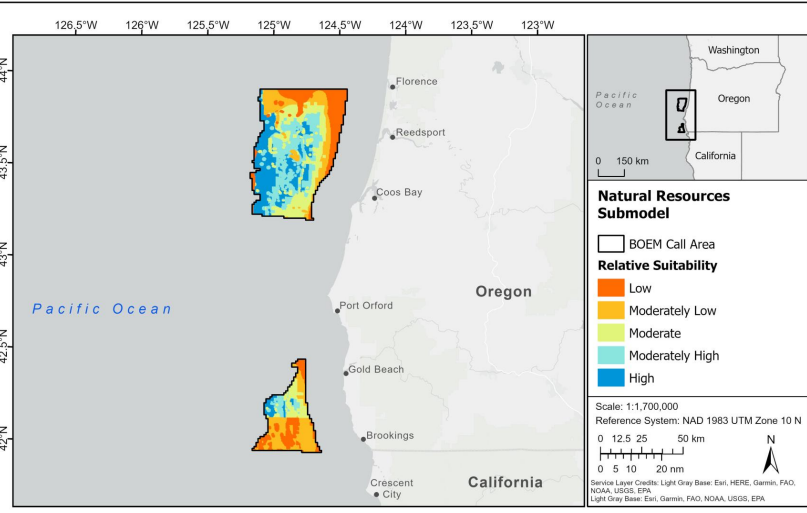 126.5°W 126°W 125.5°W 125°W 124.5°W 124°W 123.5°W 123°W
44°N
43.5°N
43°N
42.5°N
42°N
Florence
Reedsport
Coos Bay
Oregon
Pacific Ocean
Port Orford
Gold Beach
Brookings
California
Crescent
City
Washington
Pacific
Ocean
Oregon
California
0 150 km
Natural Resources
Submodel
BOEM Call Area
Relative Suitability
Low
Moderately Low
Moderate
Moderately High
High
Scale: 1:1,700,000
Reference System: NAD 1983 UTM Zone 10 N
0 12.5 25 50 km
N
0 5 10 20 nm
Service Layer Credits: Light Gray Base: Esri, HERE, Garmin, FAO,
NOAA, USGS, EPA
Light Gray Base: Esri, Garmin, FAO, NOAA, USGS, EPA